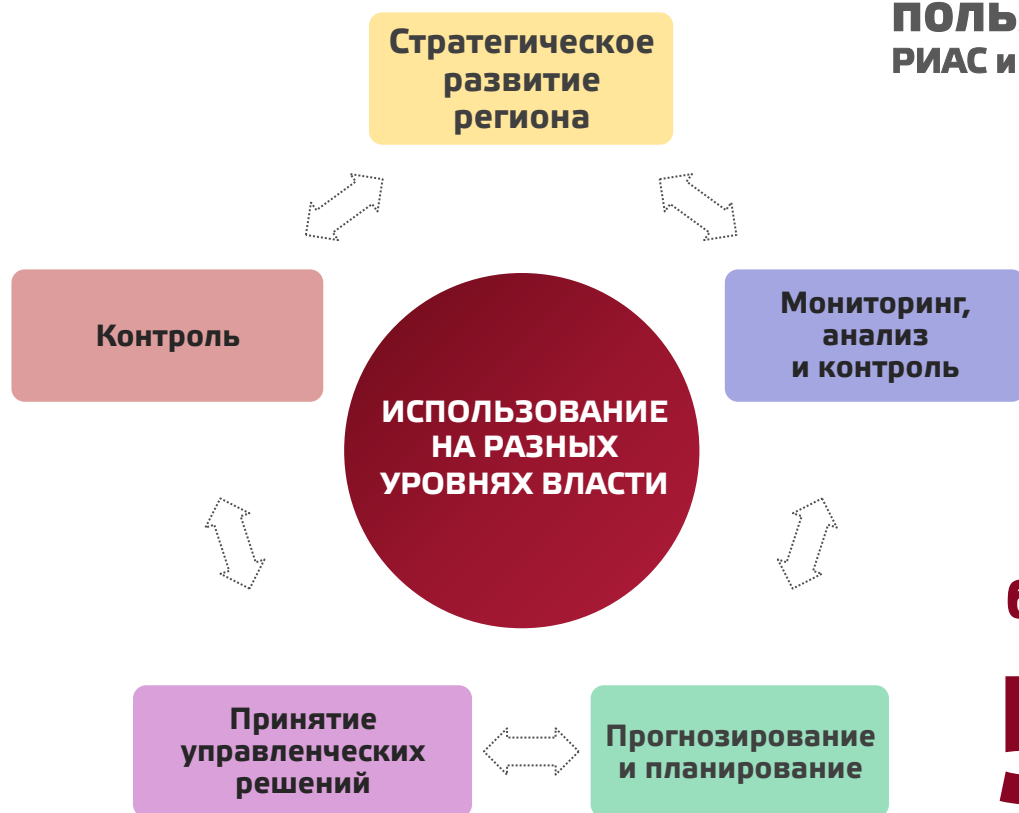 Стратегическое
развитие
региона
РИАС и
Контроль
Мониторинг,
анализ
и контроль
ИСПОЛЬЗОВАНИЕ
НА РАЗНЫХ
УРОВНЯХ ВЛАСТИ
Принятие
управленческих
решений
Прогнозирование
и планирование